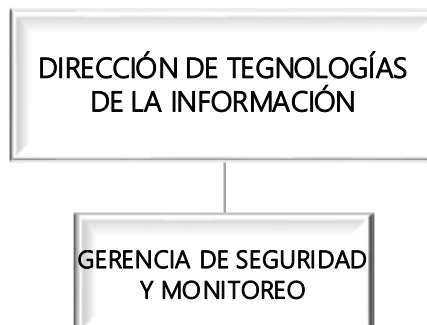 DIRECCIÓN DE TEGNOLOGÍAS
DE LA INFORMACIÓN
GERENCIA DE SEGURIDAD
Y MONITOREO